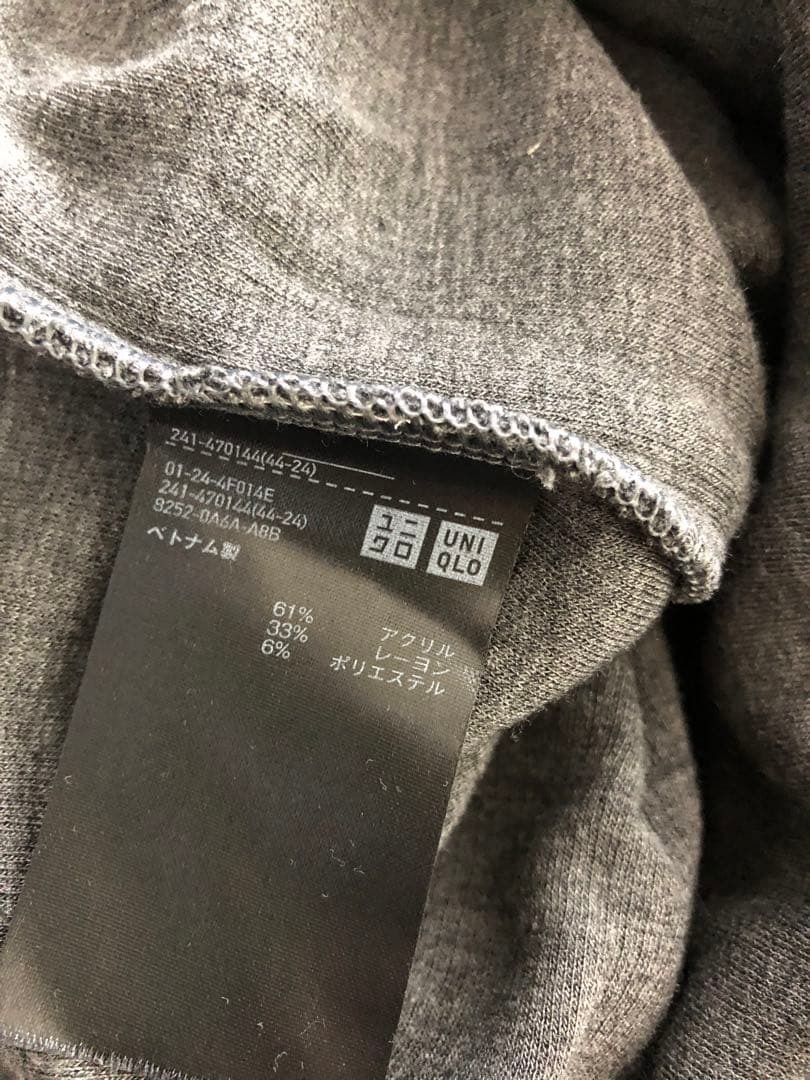 241-470144(44-24)
01-24-4F014E
241-470144(44-24)
8252-0A6A-A8B
ベトナム製
ユニ
クロ
UNI
QLO
61% アクリル
33% レーヨン
6% ポリエステル